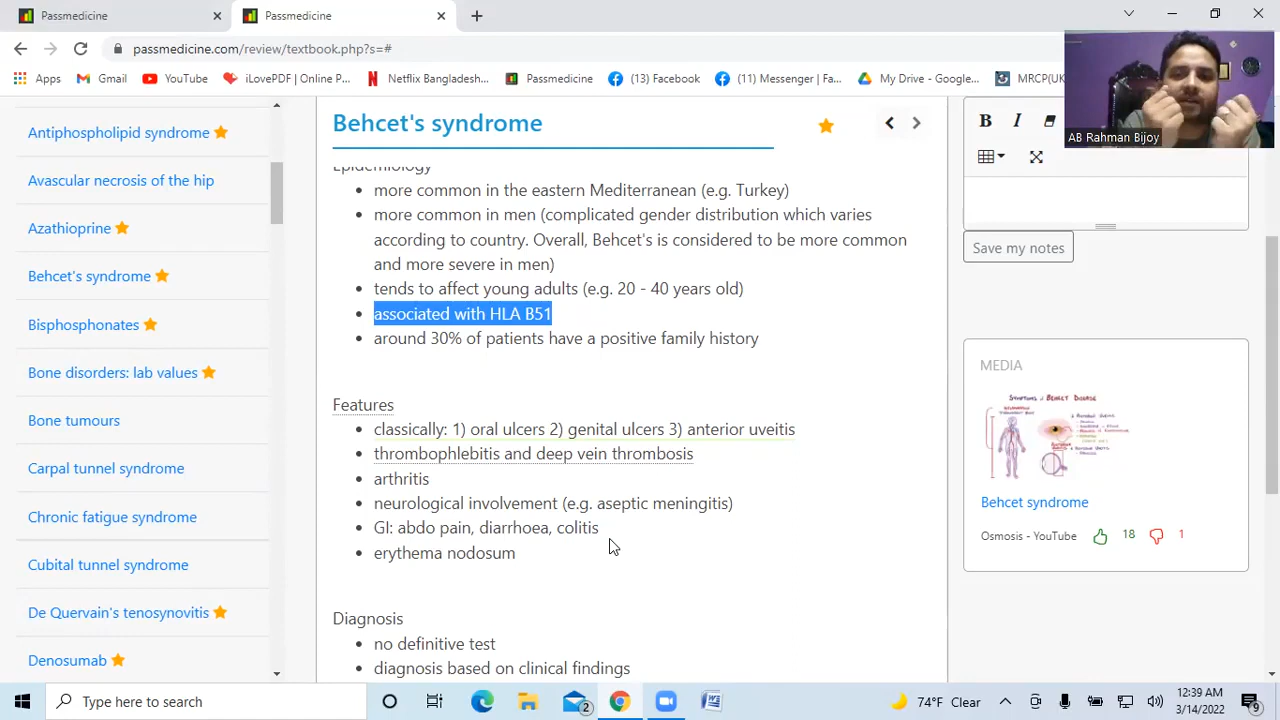 Passmedicine
Passmedicine
passmedicine.com/review/textbook.php?s=#
Apps
Gmail
YouTube
iLovePDF | Online P...
Netflix Bangladesh...
Passmedicine
(13) Facebook
(11) Messenger | Fa...
My Drive - Google...
MRCP(UK
AB Rahman Bijoy
Antiphospholipid syndrome
Avascular necrosis of the hip
Azathioprine
Behcet's syndrome
Bisphosphonates
Bone disorders: lab values
Bone tumours
Carpal tunnel syndrome
Chronic fatigue syndrome
Cubital tunnel syndrome
De Quervain's tenosynovitis
Denosumab
Behcet's syndrome
Epidemiology
• more common in the eastern Mediterranean (e.g. Turkey)
• more common in men (complicated gender distribution which varies
according to country. Overall, Behcet's is considered to be more common
and more severe in men)
• tends to affect young adults (e.g. 20 - 40 years old)
• associated with HLA B51
• around 30% of patients have a positive family history
Features
• classically: 1) oral ulcers 2) genital ulcers 3) anterior uveitis
• thrombophlebitis and deep vein thrombosis
• arthritis
• neurological involvement (e.g. aseptic meningitis)
• GI: abdo pain, diarrhoea, colitis
• erythema nodosum
Diagnosis
• no definitive test
• diagnosis based on clinical findings
B I
Save my notes
MEDIA
SYMPTOMS of BEHCET DISEASE
Behcet syndrome
Osmosis - YouTube 18 1
Type here to search
2
74°F Clear
12:39 AM
3/14/2022
9